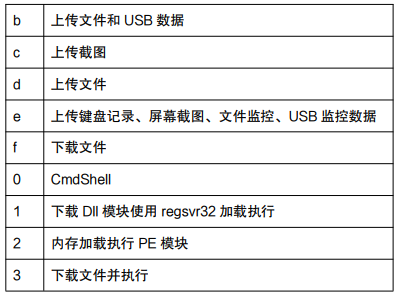 b 上传文件和 USB 数据
c 上传截图
d 上传文件
e 上传键盘记录、屏幕截图、文件监控、USB 监控数据
f 下载文件
0 CmdShell
1 下载 Dll 模块使用 regsvr32 加载执行
2 内存加载执行 PE 模块
3 下载文件并执行